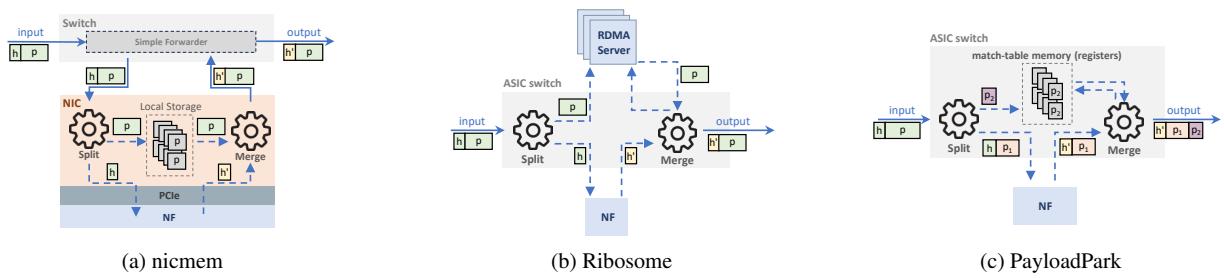 Switch
input
Simple Forwarder
output
h p
h' p
h p
h' p
NIC
Local Storage
p
p
p
p
Split
Merge
h
h'
PCIe
NF
(a) nicmem
RDMA
Server
p
ASIC switch
p
input
output
h p
Split
Merge
h
h'
h' p
NF
(b) Ribosome
ASIC switch
match-table memory (registers)
p₂
p₂
p₂
input
output
h p
h' p₁ p₂
Split
Merge
h p₁
h' p₁
NF
(c) PayloadPark